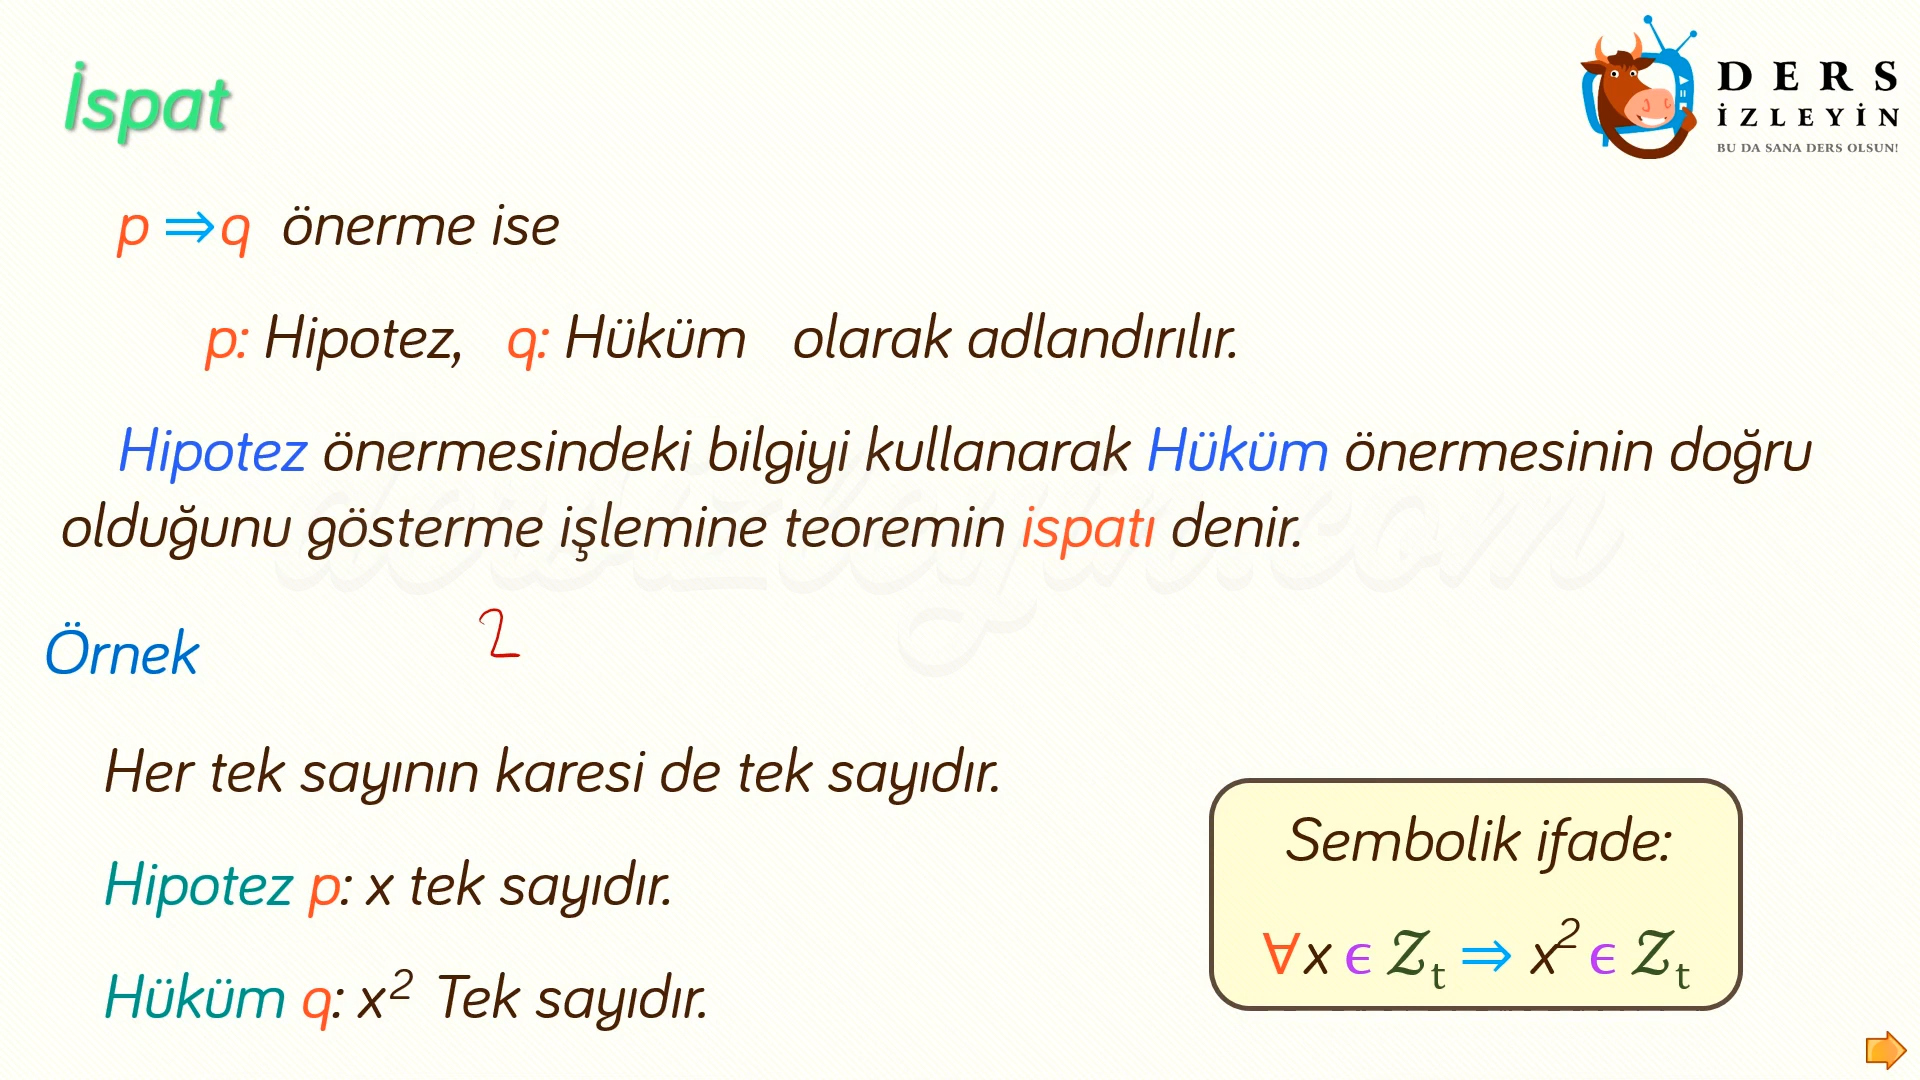 İspat
DERS
İZLEYİN
BU DA SANA DERS OLSUN!
p ⇒ q önerme ise
p: Hipotez, q: Hüküm olarak adlandırılır.
Hipotez önermesindeki bilgiyi kullanarak Hüküm önermesinin doğru
olduğunu gösterme işlemine teoremin ispatı denir.
dersizleyin.com
2
Örnek
Her tek sayının karesi de tek sayıdır.
Hipotez p: x tek sayıdır.
Hüküm q: x² Tek sayıdır.
Sembolik ifade:
∀x ϵ Zₜ ⇒ x² ϵ Zₜ